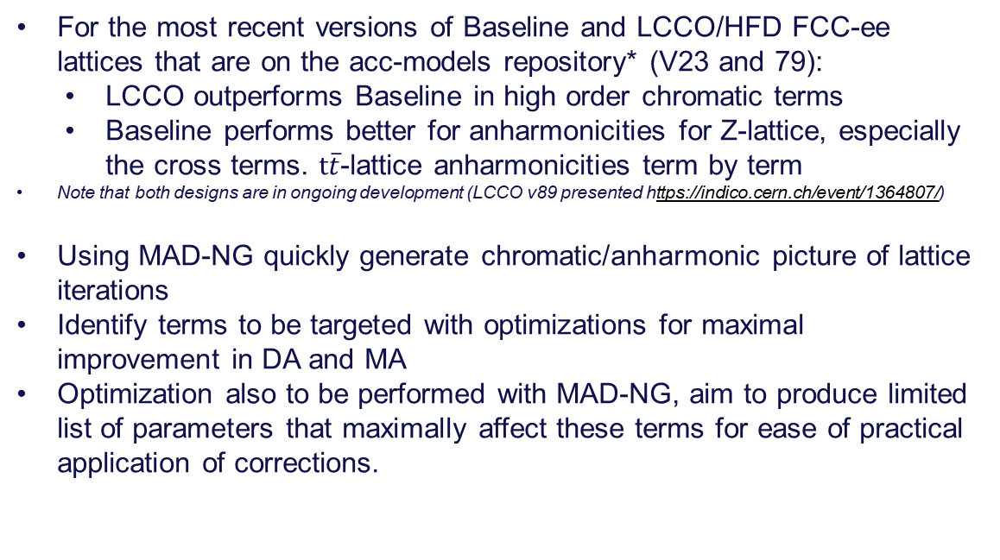 • For the most recent versions of Baseline and LCCO/HFD FCC-ee
lattices that are on the acc-models repository* (V23 and 79):
• LCCO outperforms Baseline in high order chromatic terms
• Baseline performs better for anharmonicities for Z-lattice, especially
the cross terms. tt̄-lattice anharmonicities term by term
• Note that both designs are in ongoing development (LCCO v89 presented https://indico.cern.ch/event/1364807/)
• Using MAD-NG quickly generate chromatic/anharmonic picture of lattice
iterations
• Identify terms to be targeted with optimizations for maximal
improvement in DA and MA
• Optimization also to be performed with MAD-NG, aim to produce limited
list of parameters that maximally affect these terms for ease of practical
application of corrections.